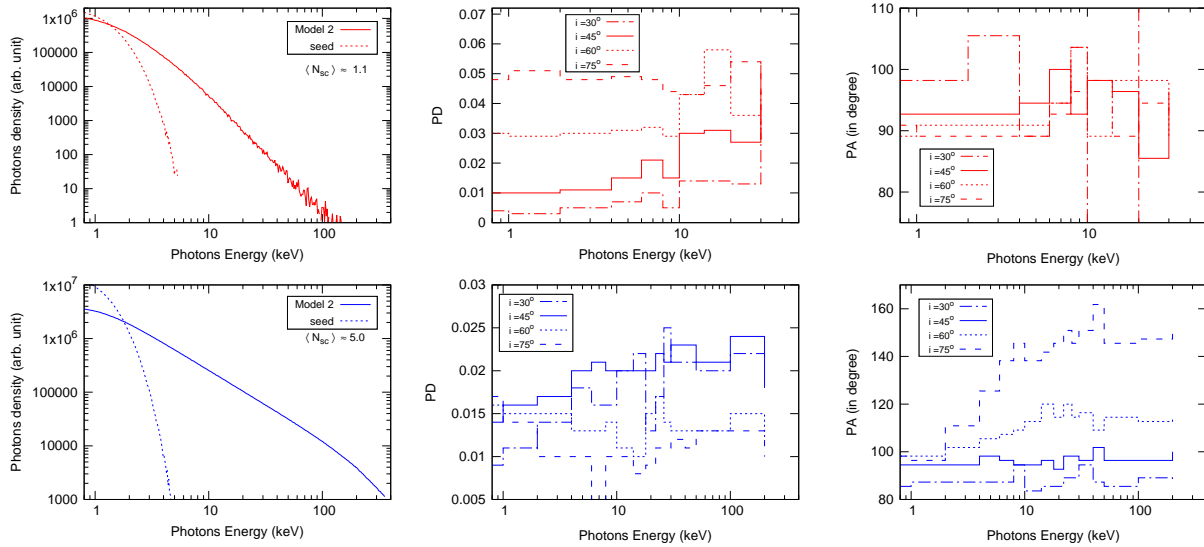 Photons density (arb. unit)
1x10⁶
100000
10000
1000
100
10
1
1
10
100
Photons Energy (keV)
Model 2
seed
⟨ N_sc ⟩ ≈ 1.1
PD
0.07
0.06
0.05
0.04
0.03
0.02
0.01
0
1
10
Photons Energy (keV)
i =30°
i =45°
i =60°
i =75°
PA (in degree)
110
100
90
80
75
1
10
Photons Energy (keV)
i =30°
i =45°
i =60°
i =75°
Photons density (arb. unit)
1x10⁷
1x10⁶
100000
10000
1000
1
10
100
Photons Energy (keV)
Model 2
seed
⟨ N_sc ⟩ ≈ 5.0
PD
0.03
0.025
0.02
0.015
0.01
0.005
1
10
100
Photons Energy (keV)
i =30°
i =45°
i =60°
i =75°
PA (in degree)
160
140
120
100
80
1
10
100
Photons Energy (keV)
i =30°
i =45°
i =60°
i =75°